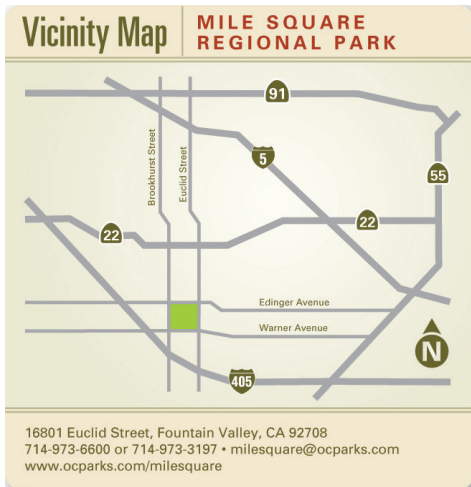 Vicinity Map
MILE SQUARE
REGIONAL PARK
91
Brookhurst Street
Euclid Street
5
55
22
22
Edinger Avenue
Warner Avenue
N
405
16801 Euclid Street, Fountain Valley, CA 92708
714-973-6600 or 714-973-3197 • milesquare@ocparks.com
www.ocparks.com/milesquare